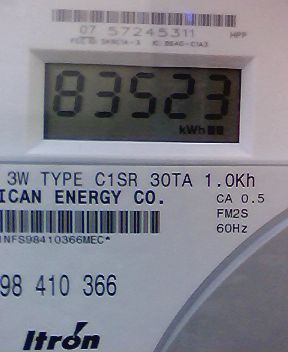 07 57245311
HPP
83523
kWh
3W TYPE C1SR 30TA 1.0Kh
ICAN ENERGY CO.
CA 0.5
FM2S
60Hz
INFS98410366MEC*
98 410 366
Itron